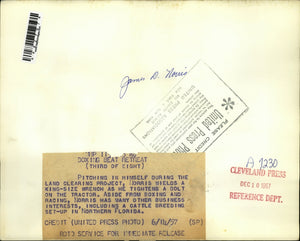 James D. Norris
PLEASE
CREDIT
United Press Photo
A 1230
CLEVELAND PRESS
DEC 10 1957
REFERENCE DEPT.
BOXING BEAT RETREAT
(THIRD OF EIGHT)
PITCHING IN HIMSELF DURING THE
LAND CLEARING PROJECT, NORRIS WIELDS A
KING-SIZE WRENCH AS HE TIGHTENS A BOLT
ON THE TRACTOR. ASIDE FROM BOXING AND
RACING, NORRIS HAS MANY OTHER BUSINESS
INTERESTS, INCLUDING A CATTLE BREEDING
SET-UP IN NORTHERN FLORIDA.
CREDIT (UNITED PRESS PHOTO) 6/14/57 (SP)
ROTO SERVICE FOR IMMEDIATE RELEASE